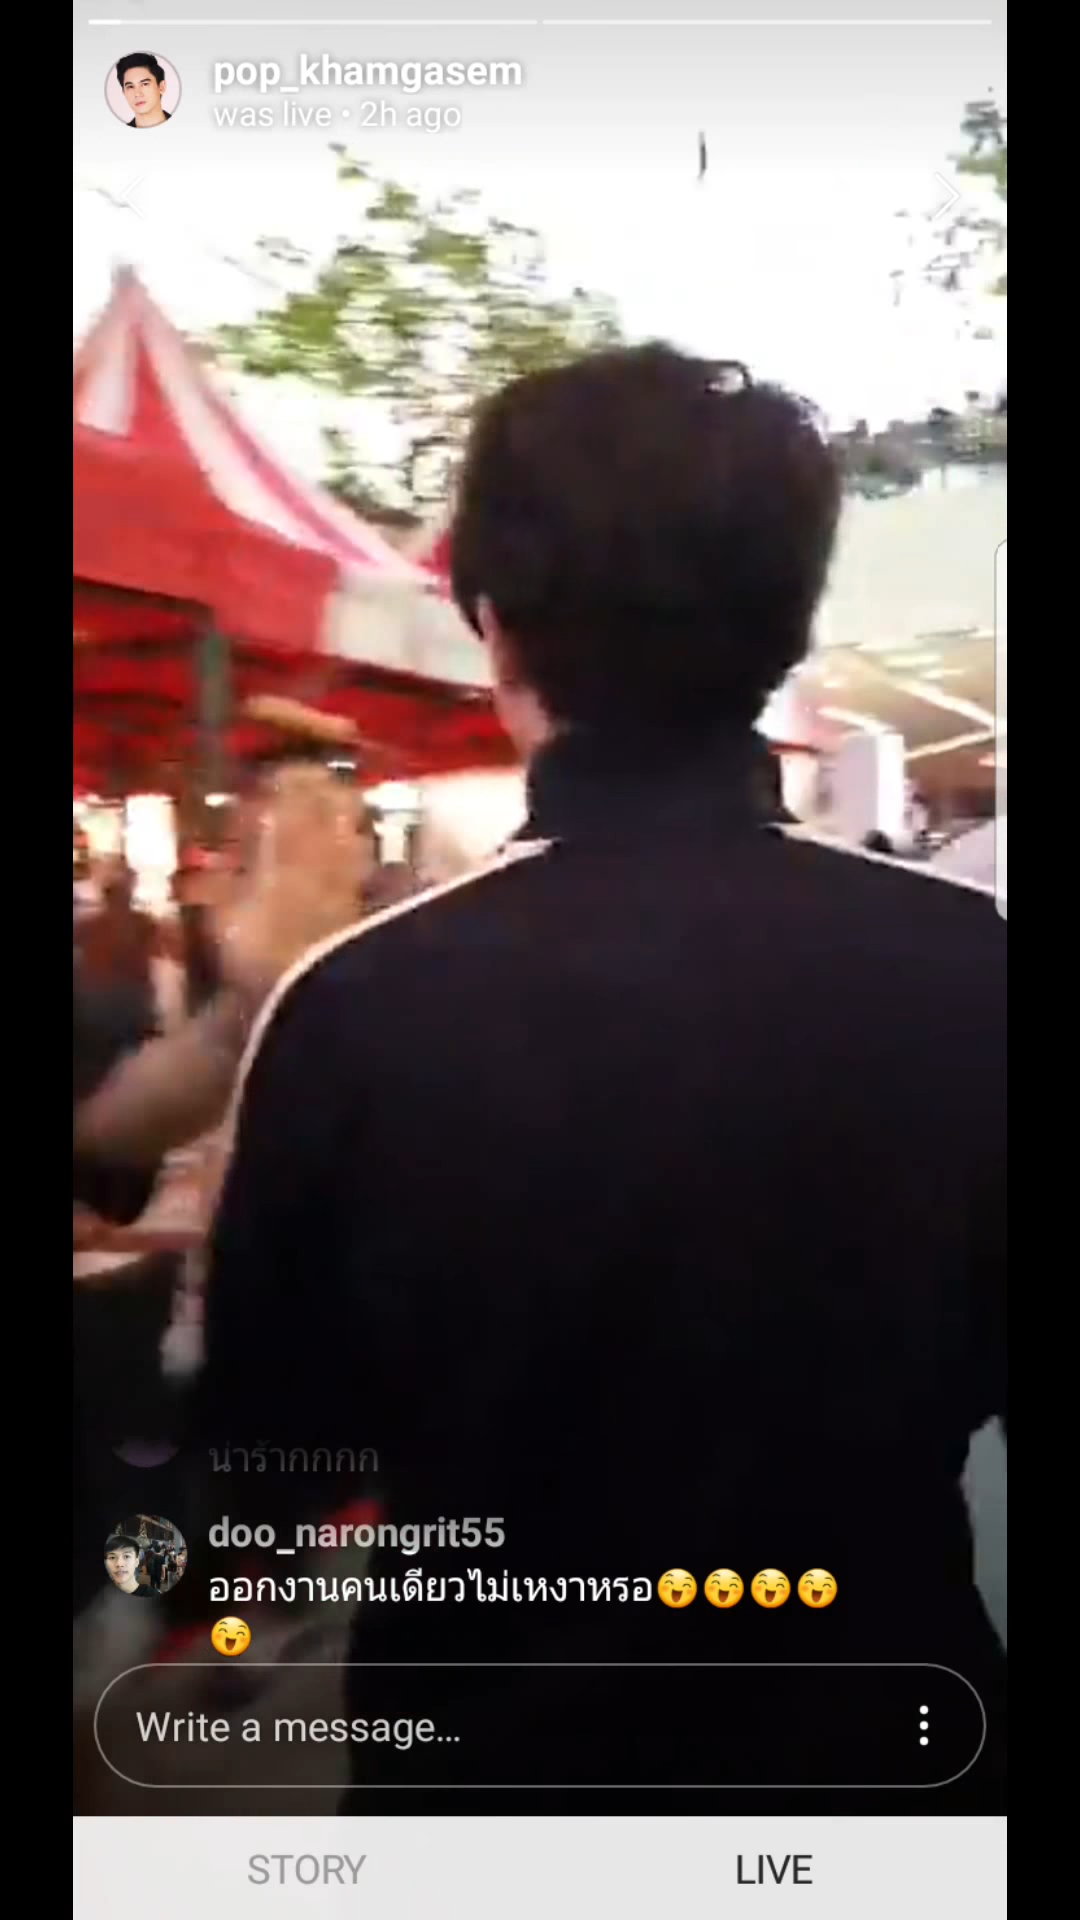 pop_khamgasem
was live • 2h ago
น่าร้ากกกก
doo_narongrit55
ออกงานคนเดียวไม่เหงาหรอ😄😄😄😄
😄
Write a message...
STORY
LIVE